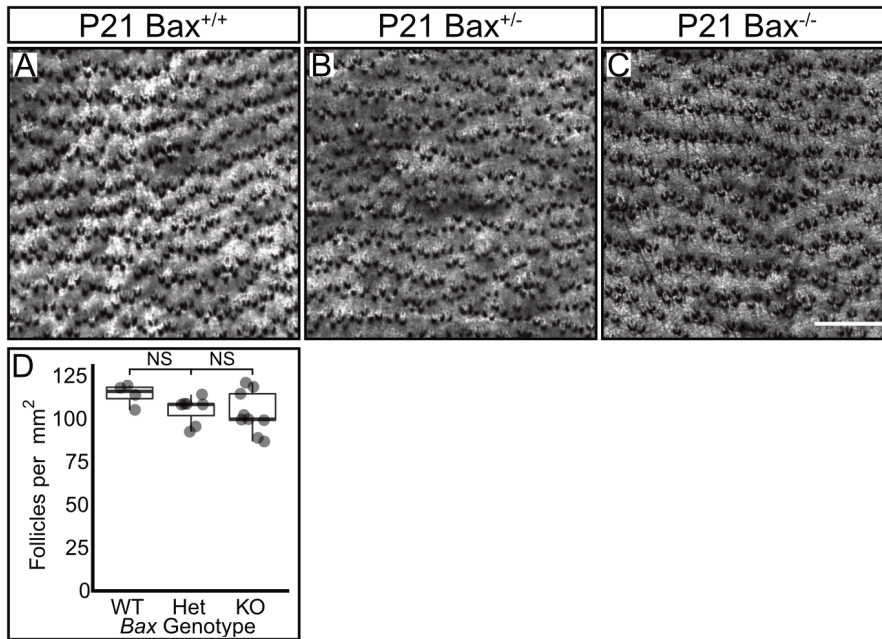 P21 Bax+/+
P21 Bax+/-
P21 Bax-/-
A
B
C
D
NS
NS
125
100
75
50
25
0
Follicles per mm2
WT
Het
KO
Bax Genotype